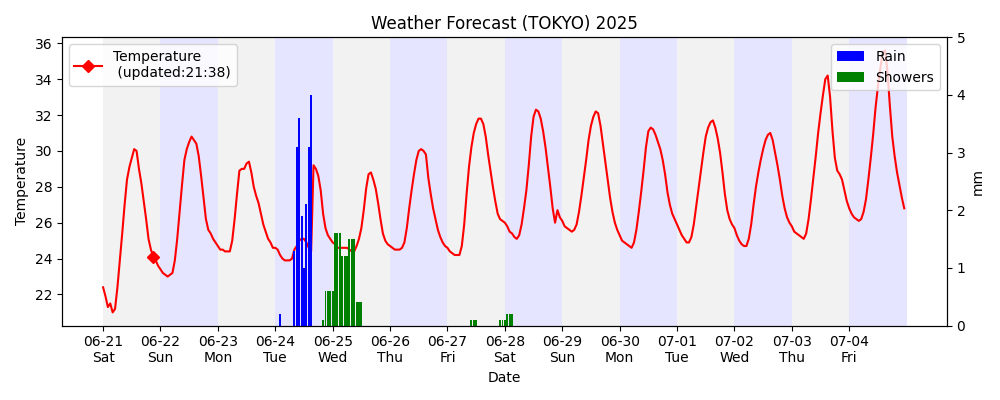 Weather Forecast (TOKYO) 2025
Temperature
(updated:21:38)
Rain
Showers
Temperature
36
34
32
30
28
26
24
22
5
4
3
2
1
0
mm
06-21 06-22 06-23 06-24 06-25 06-26 06-27 06-28 06-29 06-30 07-01 07-02 07-03 07-04
Sat Sun Mon Tue Wed Thu Fri Sat Sun Mon Tue Wed Thu Fri
Date